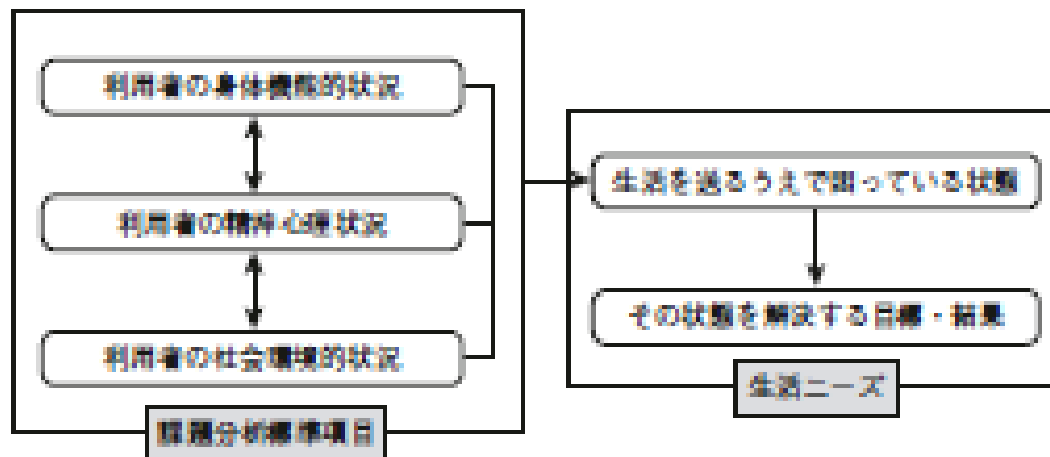 利用者の身体機能的状況
利用者の精神心理状況
利用者の社会環境的状況
課題分析標準項目
生活を送るうえで困っている状態
その状態を解決する目標・結果
生活ニーズ